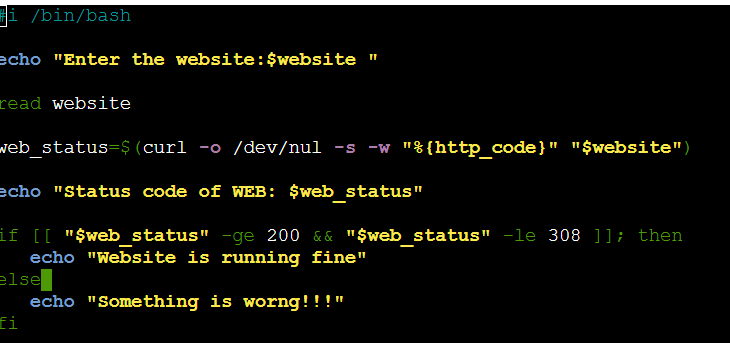 #i /bin/bash
echo "Enter the website:$website "
read website
web_status=$(curl -o /dev/nul -s -w "%{http_code}" "$website")
echo "Status code of WEB: $web_status"
if [[ "$web_status" -ge 200 && "$web_status" -le 308 ]]; then
echo "Website is running fine"
else
echo "Something is worng!!!"
fi